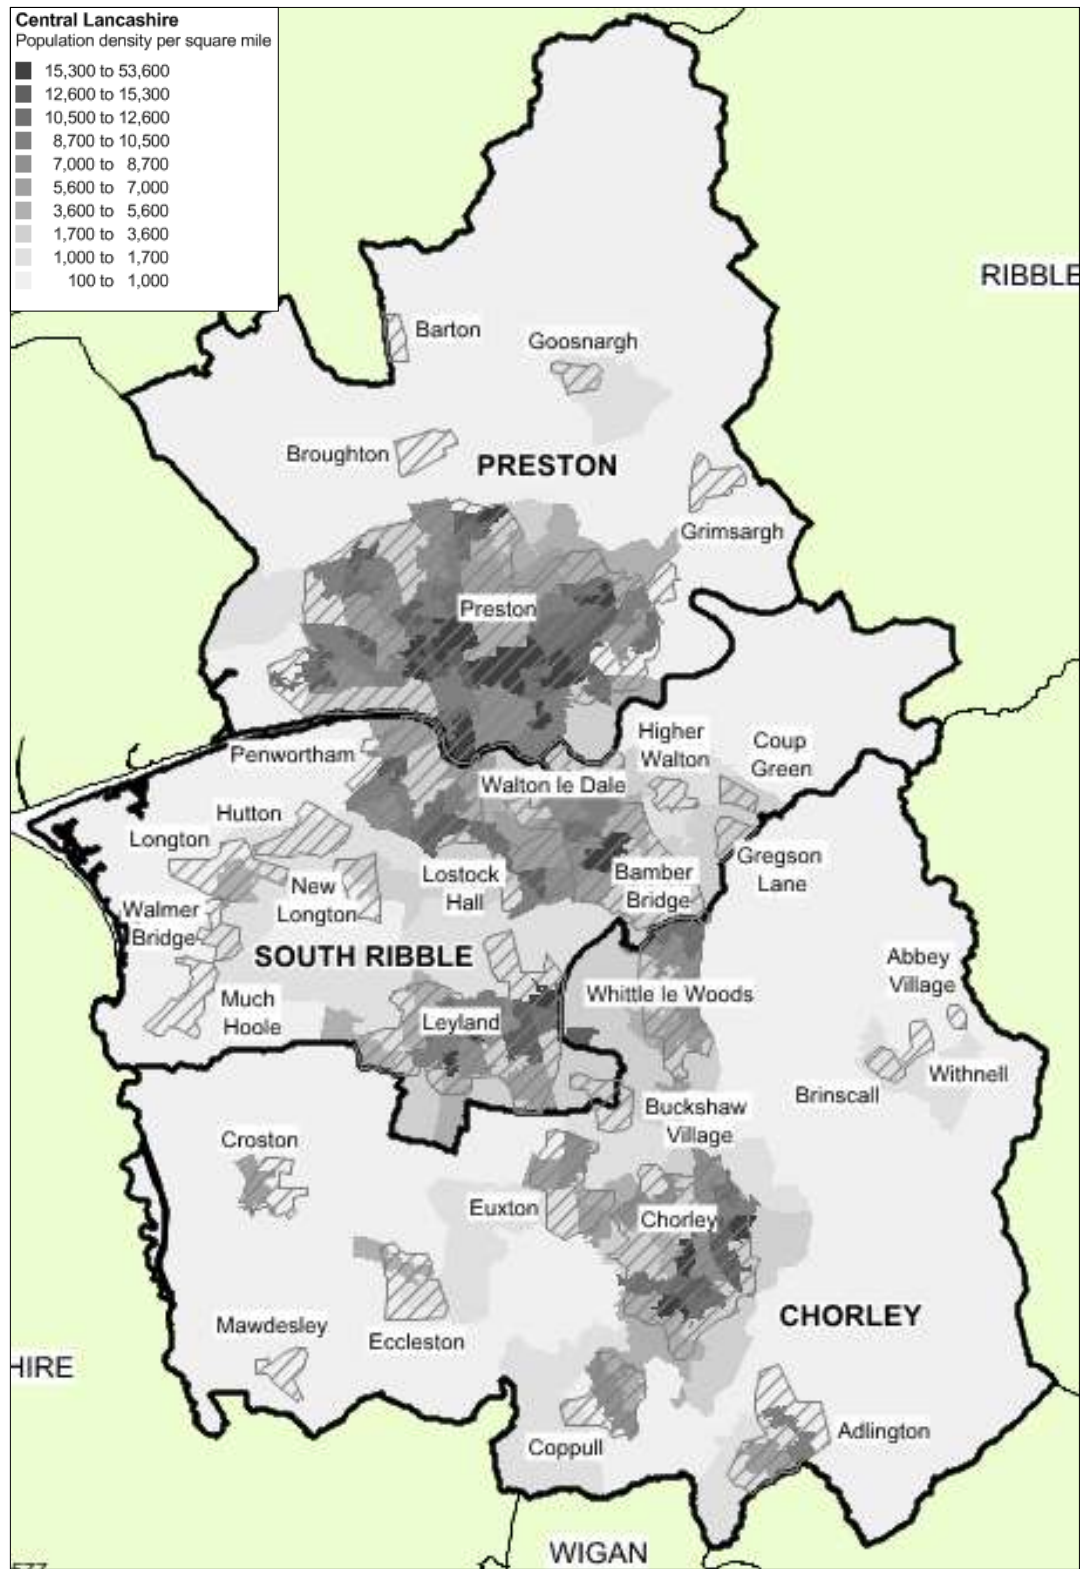 Central Lancashire
Population density per square mile
15,300 to 53,600
12,600 to 15,300
10,500 to 12,600
8,700 to 10,500
7,000 to 8,700
5,600 to 7,000
3,600 to 5,600
1,700 to 3,600
1,000 to 1,700
100 to 1,000
RIBBLE
Barton
Goosnargh
Broughton
PRESTON
Grimsargh
Preston
Penwortham
Higher
Walton
Coup
Green
Walton le Dale
Hutton
Longton
Gregson
Lane
Lostock
Hall
Bamber
Bridge
New
Longton
Walmer
Bridge
SOUTH RIBBLE
Abbey
Village
Whittle le Woods
Much
Hoole
Leyland
Withnell
Brinscall
Buckshaw
Village
Croston
Euxton
Chorley
CHORLEY
Mawdesley
Eccleston
HIRE
Adlington
Coppull
WIGAN